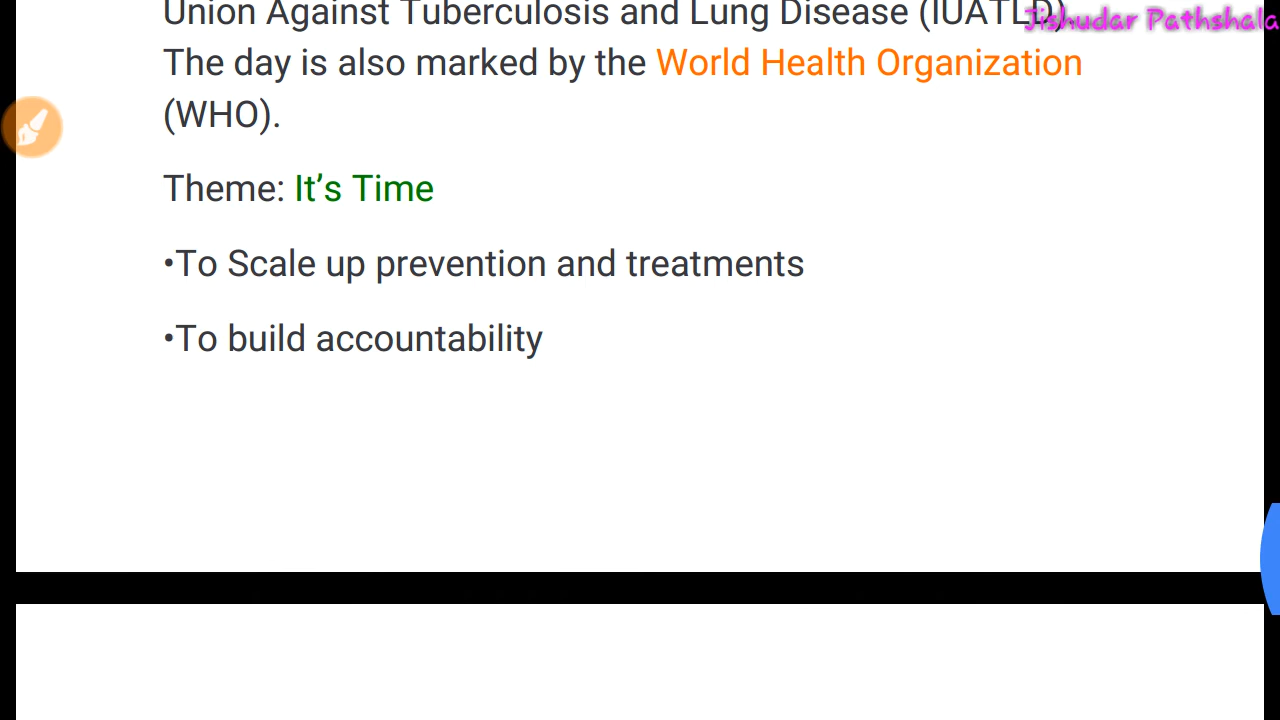 Union Against Tuberculosis and Lung Disease (IUATLD)
Jishudar Pathshala
The day is also marked by the World Health Organization
(WHO).
Theme: It’s Time
•To Scale up prevention and treatments
•To build accountability